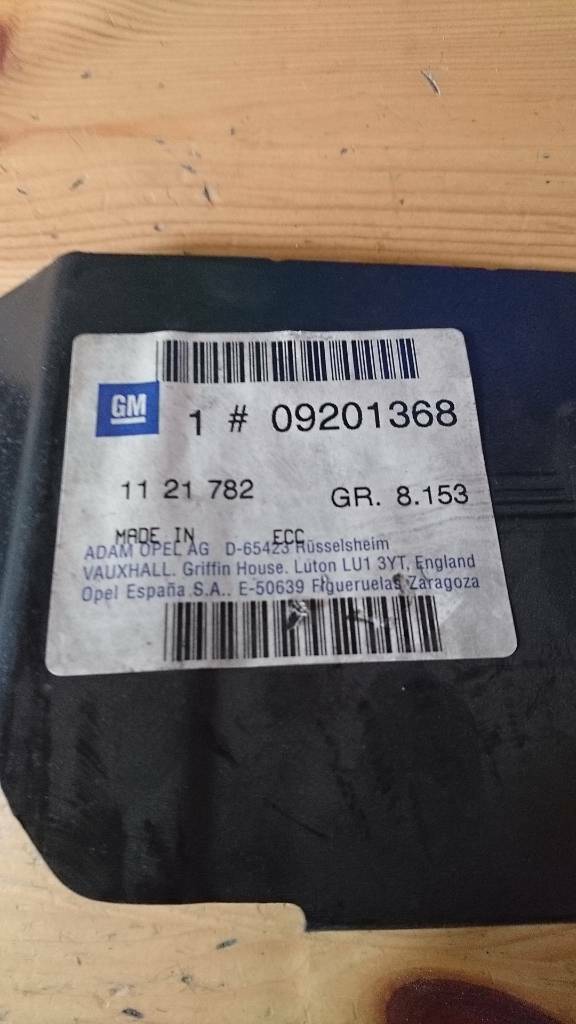 GM
1 # 09201368
11 21 782 GR. 8.153
MADE IN ECC
ADAM OPEL AG D-65423 Rüsselsheim
VAUXHALL. Griffin House. Luton LU1 3YT, England
Opel España S.A.. E-50639 Figueruelas Zaragoza